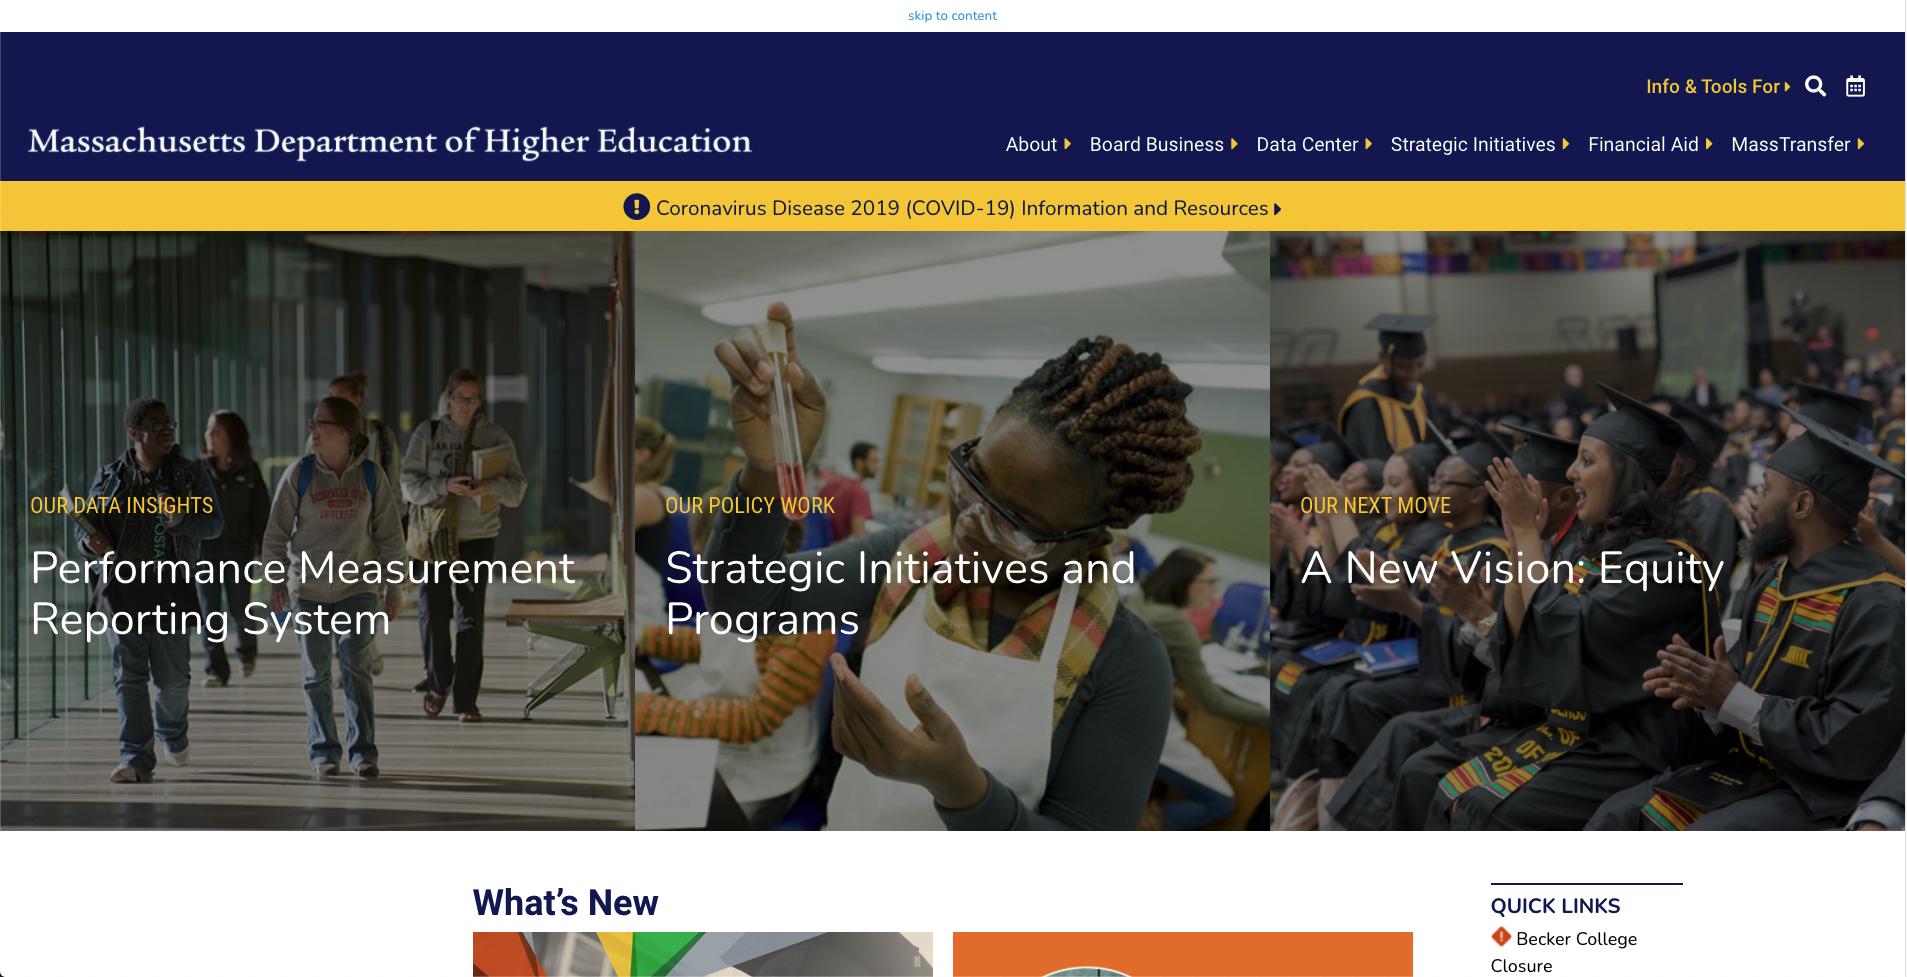 skip to content
Info & Tools For
Massachusetts Department of Higher Education
About Board Business Data Center Strategic Initiatives Financial Aid MassTransfer
Coronavirus Disease 2019 (COVID-19) Information and Resources
OUR DATA INSIGHTS
Performance Measurement
Reporting System
OUR POLICY WORK
Strategic Initiatives and
Programs
OUR NEXT MOVE
A New Vision: Equity
What’s New
QUICK LINKS
Becker College
Closure